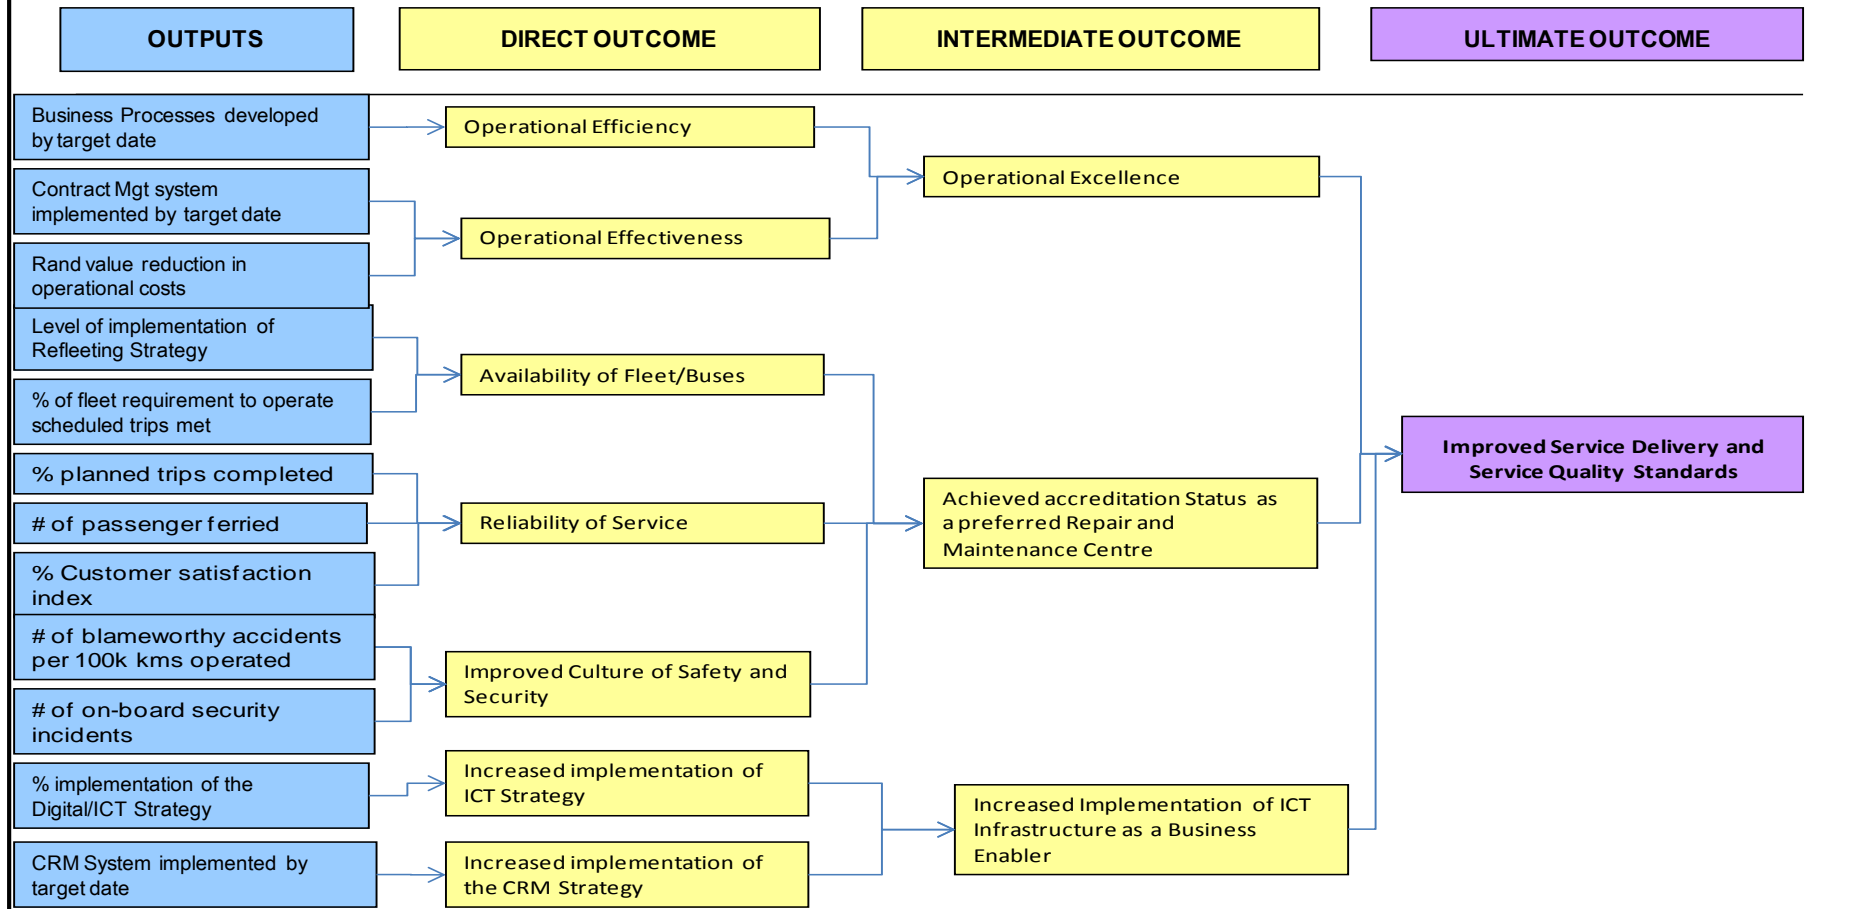 OUTPUTS
DIRECT OUTCOME
INTERMEDIATE OUTCOME
ULTIMATE OUTCOME
Business Processes developed
by target date
Operational Efficiency
Contract Mgt system
implemented by target date
Operational Excellence
Operational Effectiveness
Rand value reduction in
operational costs
Level of implementation of
Refleeting Strategy
Availability of Fleet/Buses
% of fleet requirement to operate
scheduled trips met
% planned trips completed
Improved Service Delivery and
Service Quality Standards
# of passenger ferried
Reliability of Service
Achieved accreditation Status as
a preferred Repair and
Maintenance Centre
% Customer satisfaction
index
# of blameworthy accidents
per 100k kms operated
Improved Culture of Safety and
Security
# of on-board security
incidents
% implementation of the
Digital/ICT Strategy
Increased implementation of
ICT Strategy
Increased Implementation of ICT
Infrastructure as a Business
Enabler
CRM System implemented by
target date
Increased implementation of
the CRM Strategy